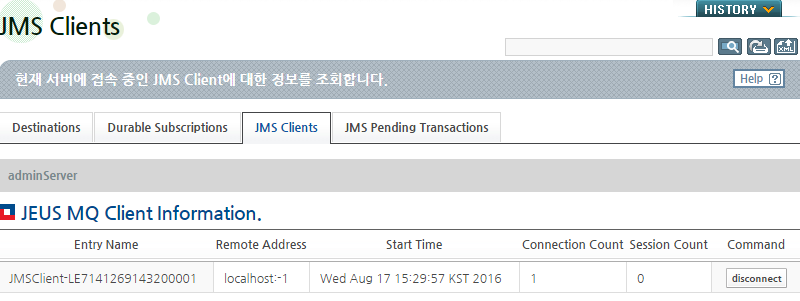 HISTORY
JMS Clients
XML
현재 서버에 접속 중인 JMS Client에 대한 정보를 조회합니다.
Help ?
Destinations
Durable Subscriptions
JMS Clients
JMS Pending Transactions
adminServer
JEUS MQ Client Information.
Entry Name Remote Address Start Time Connection Count Session Count Command
JMSClient-LE7141269143200001 localhost:-1 Wed Aug 17 15:29:57 KST 2016 1 0 disconnect